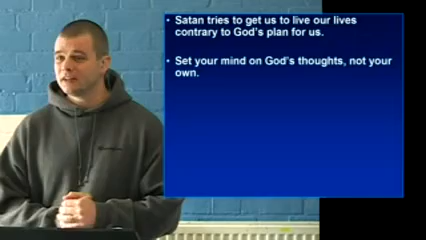 • Satan tries to get us to live our lives
contrary to God's plan for us.
• Set your mind on God's thoughts, not your
own.